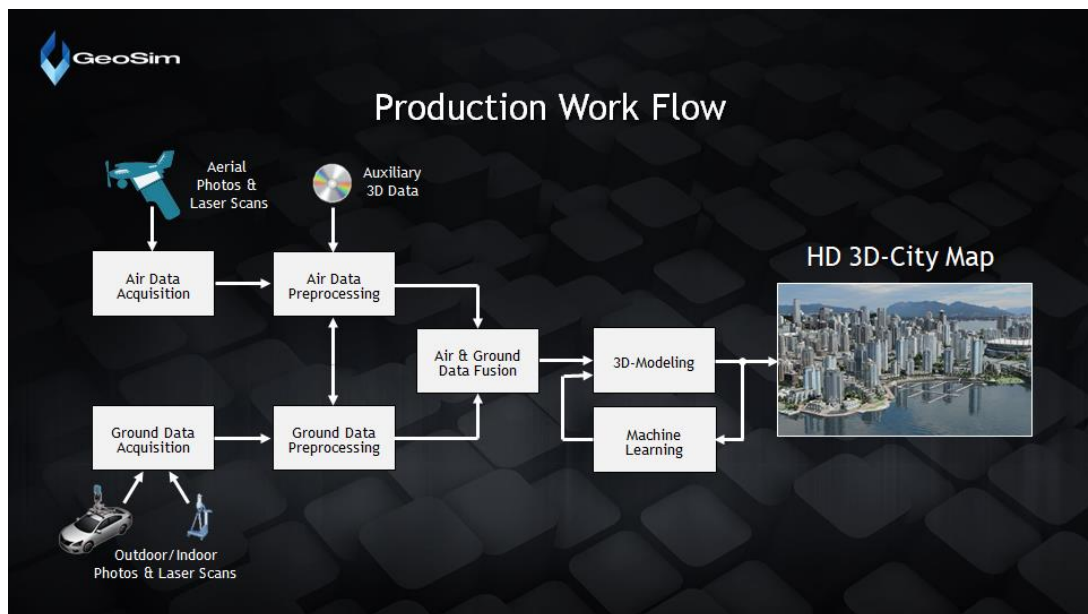 GeoSim
Production Work Flow
Aerial
Photos &
Laser Scans
Auxiliary
3D Data
Air Data
Acquisition
Air Data
Preprocessing
HD 3D-City Map
Air & Ground
Data Fusion
3D-Modeling
Ground Data
Acquisition
Ground Data
Preprocessing
Machine
Learning
Outdoor/Indoor
Photos & Laser Scans